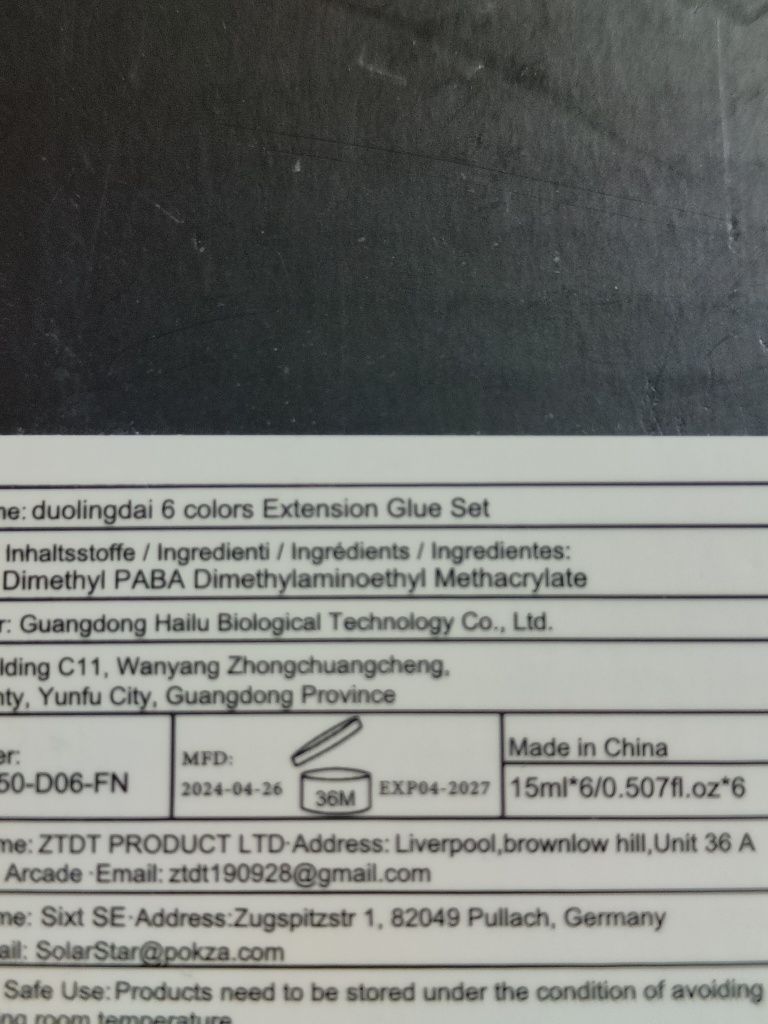 ne: duolingdai 6 colors Extension Glue Set
Inhaltsstoffe / Ingredienti / Ingrédients / Ingredientes:
Dimethyl PABA Dimethylaminoethyl Methacrylate
r: Guangdong Hailu Biological Technology Co., Ltd.
lding C11, Wanyang Zhongchuangcheng,
nty, Yunfu City, Guangdong Province
er:
50-D06-FN
MFD:
2024-04-26
36M
EXP04-2027
Made in China
15ml*6/0.507fl.oz*6
me: ZTDT PRODUCT LTD·Address: Liverpool,brownlow hill,Unit 36 A
Arcade ·Email: ztdt190928@gmail.com
me: Sixt SE·Address:Zugspitzstr 1, 82049 Pullach, Germany
ail: SolarStar@pokza.com
Safe Use: Products need to be stored under the condition of avoiding
ng room temperature